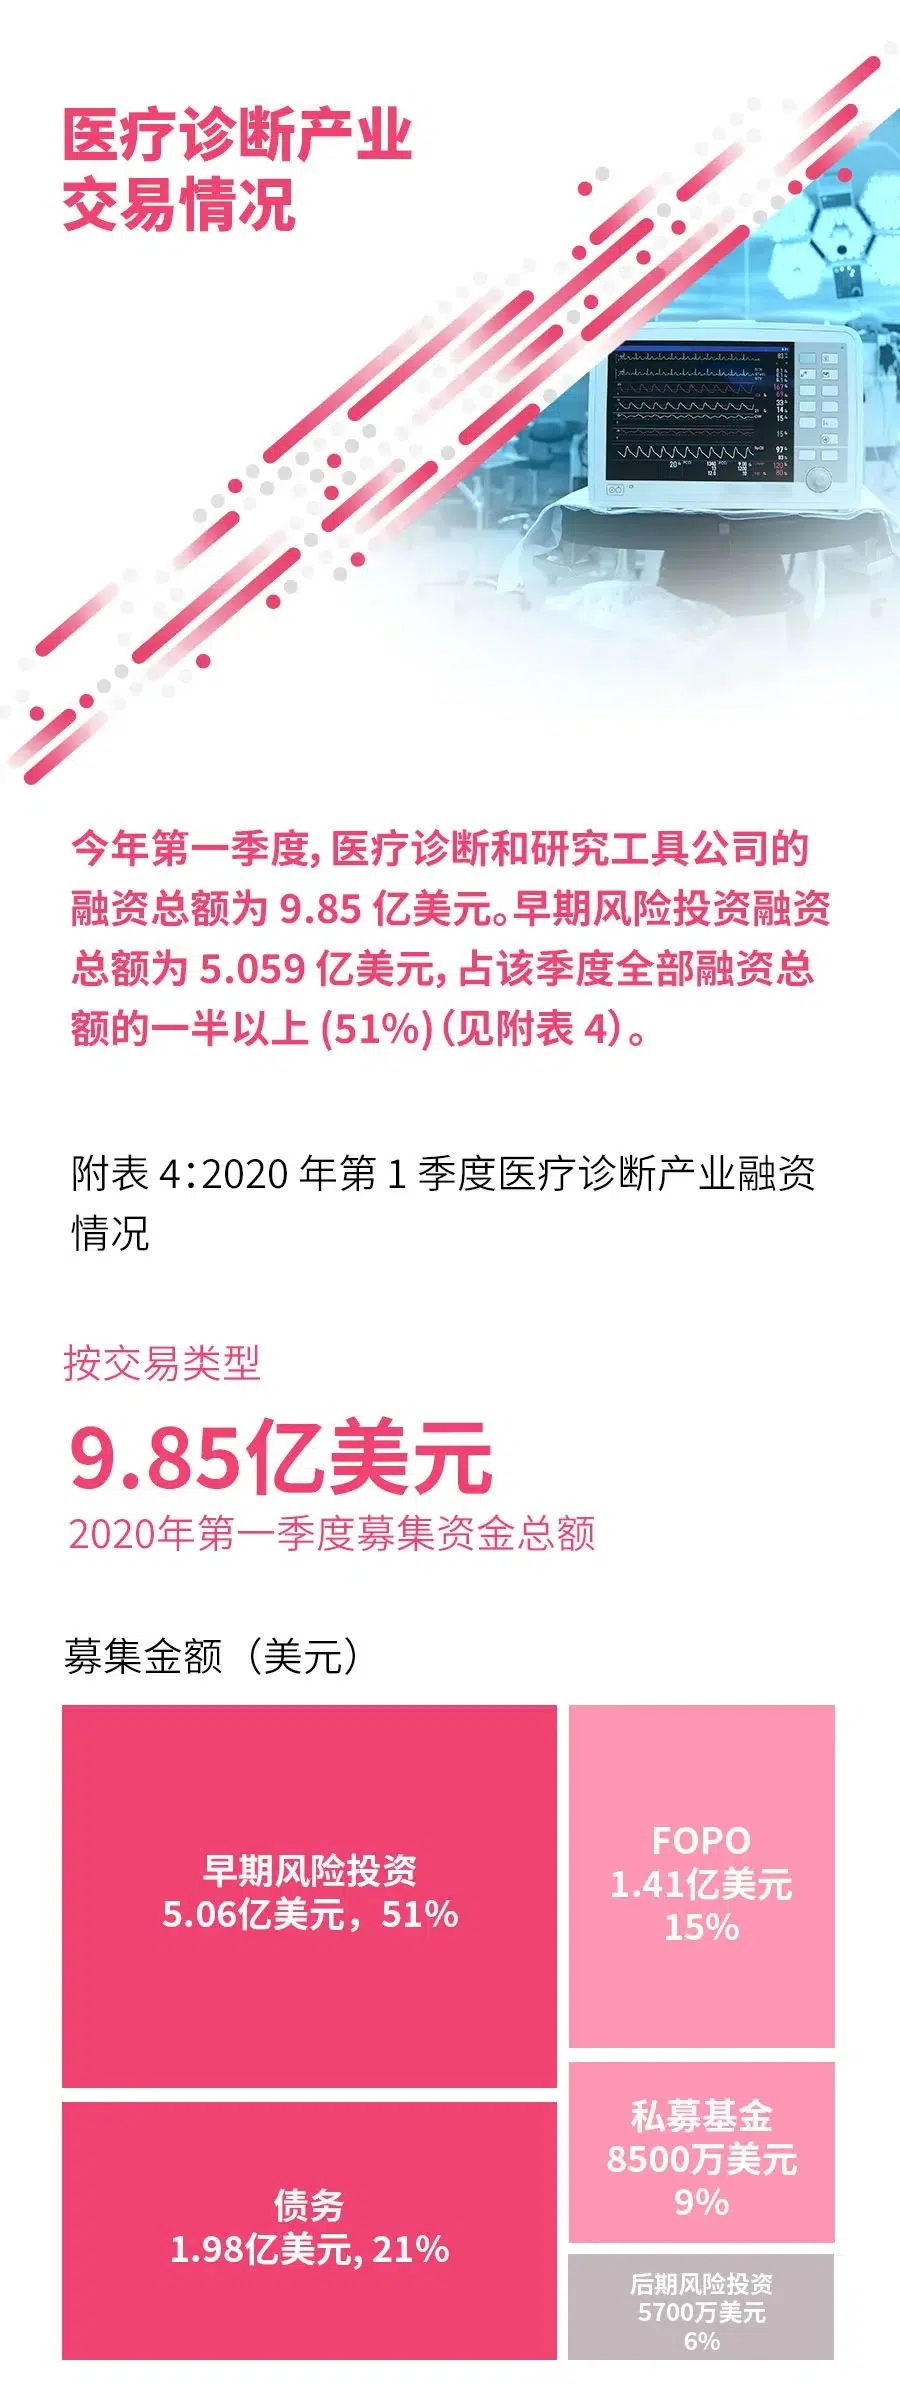 医疗诊断产业
交易情况
今年第一季度, 医疗诊断和研究工具公司的
融资总额为 9.85 亿美元。早期风险投资融资
总额为 5.059 亿美元, 占该季度全部融资总
额的一半以上 (51%) (见附表 4) 。
附表 4：2020 年第 1 季度医疗诊断产业融资
情况
按交易类型
9.85亿美元
2020年第一季度募集资金总额
募集金额（美元）
早期风险投资
5.06亿美元，51%
FOPO
1.41亿美元
15%
私募基金
8500万美元
9%
债务
1.98亿美元, 21%
后期风险投资
5700万美元
6%